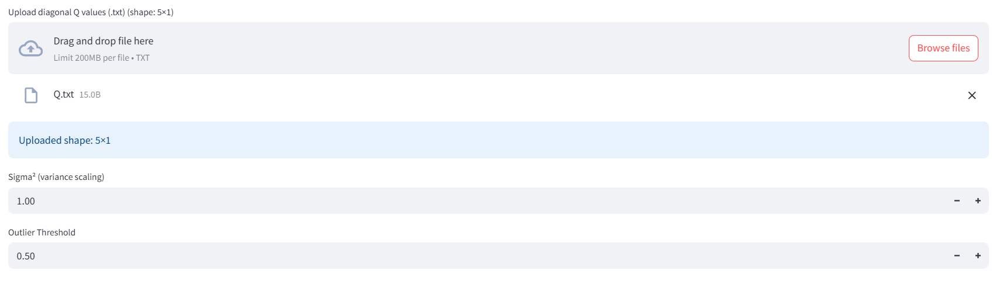 Upload diagonal Q values (.txt) (shape: 5×1)
Drag and drop file here
Limit 200MB per file • TXT
Browse files
Q.txt 15.0B
Uploaded shape: 5×1
Sigma² (variance scaling)
1.00
Outlier Threshold
0.50